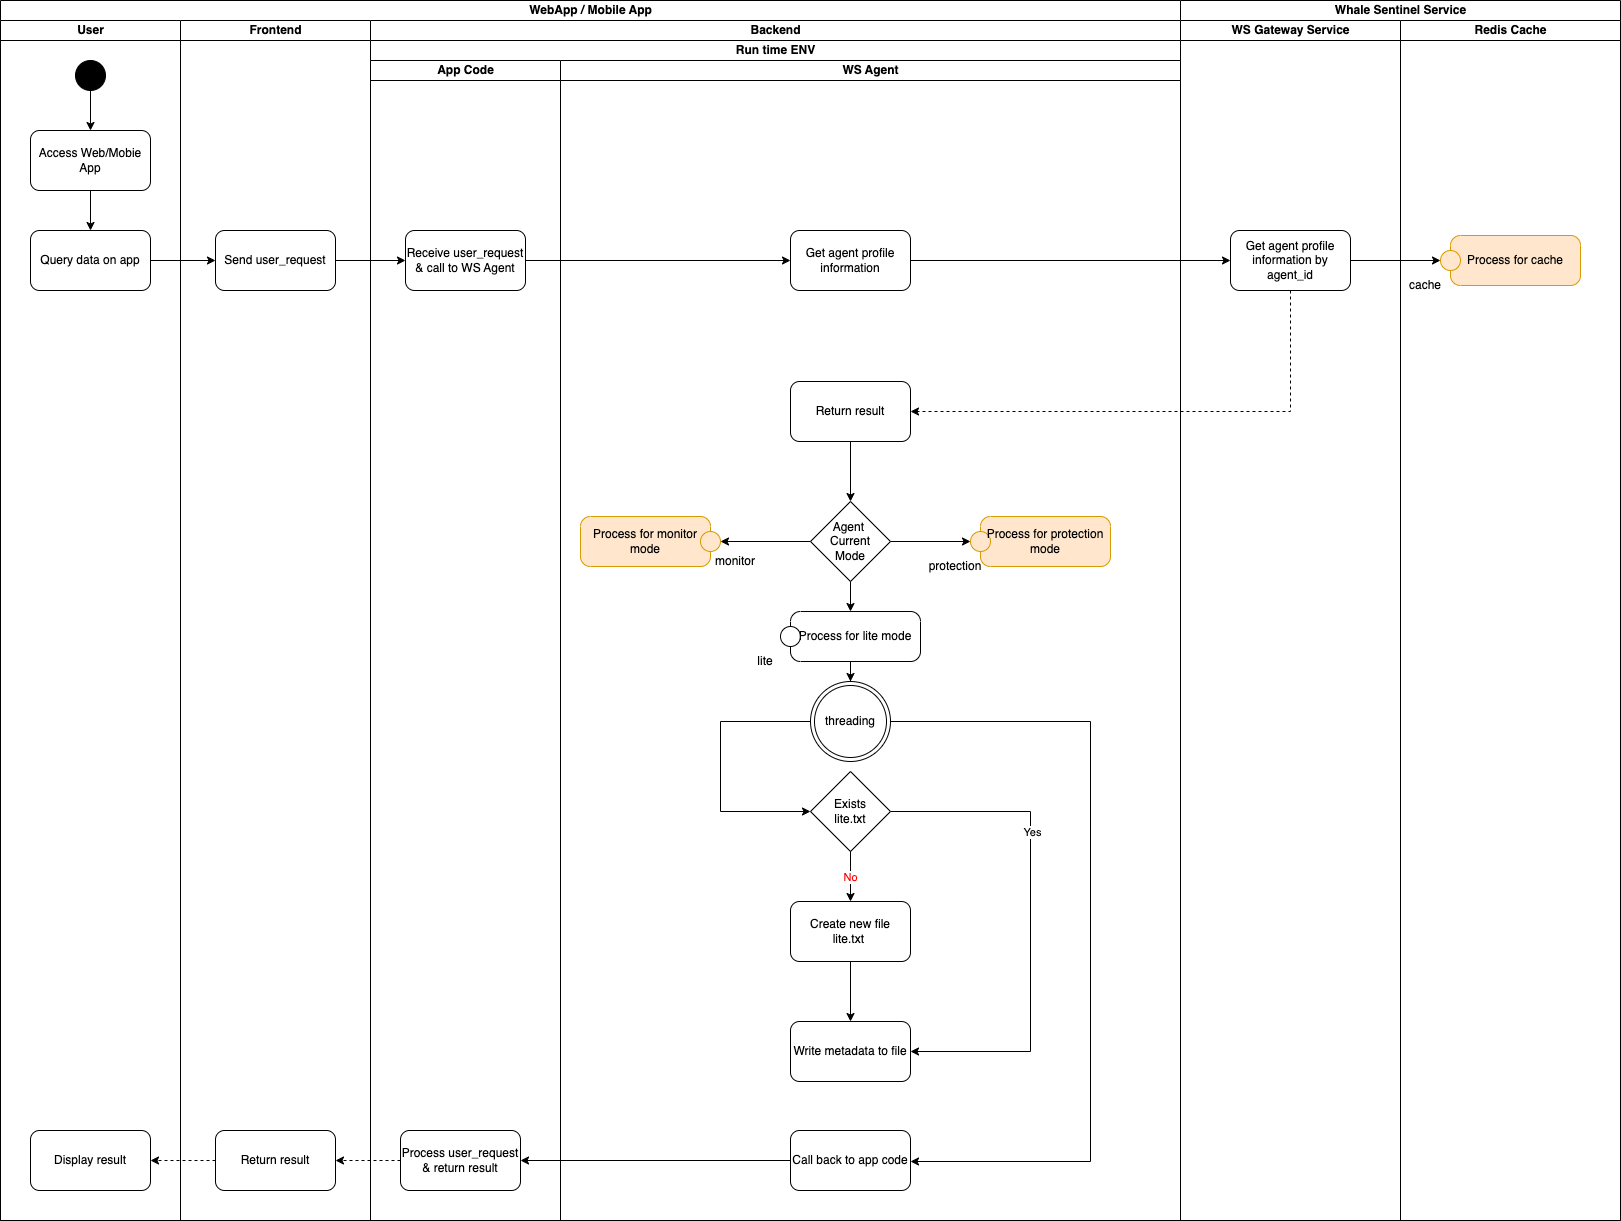 WebApp / Mobile App
Whale Sentinel Service
User
Frontend
Backend
WS Gateway Service
Redis Cache
Run time ENV
App Code
WS Agent
Access Web/Mobie
App
Query data on app
Send user_request
Receive user_request
& call to WS Agent
Get agent profile
information
Get agent profile
information by
agent_id
Process for cache
cache
Return result
Agent
Current
Mode
Process for monitor
mode
monitor
Process for protection
mode
protection
Process for lite mode
lite
threading
Exists
lite.txt
Yes
No
Create new file
lite.txt
Write metadata to file
Display result
Return result
Process user_request
& return result
Call back to app code